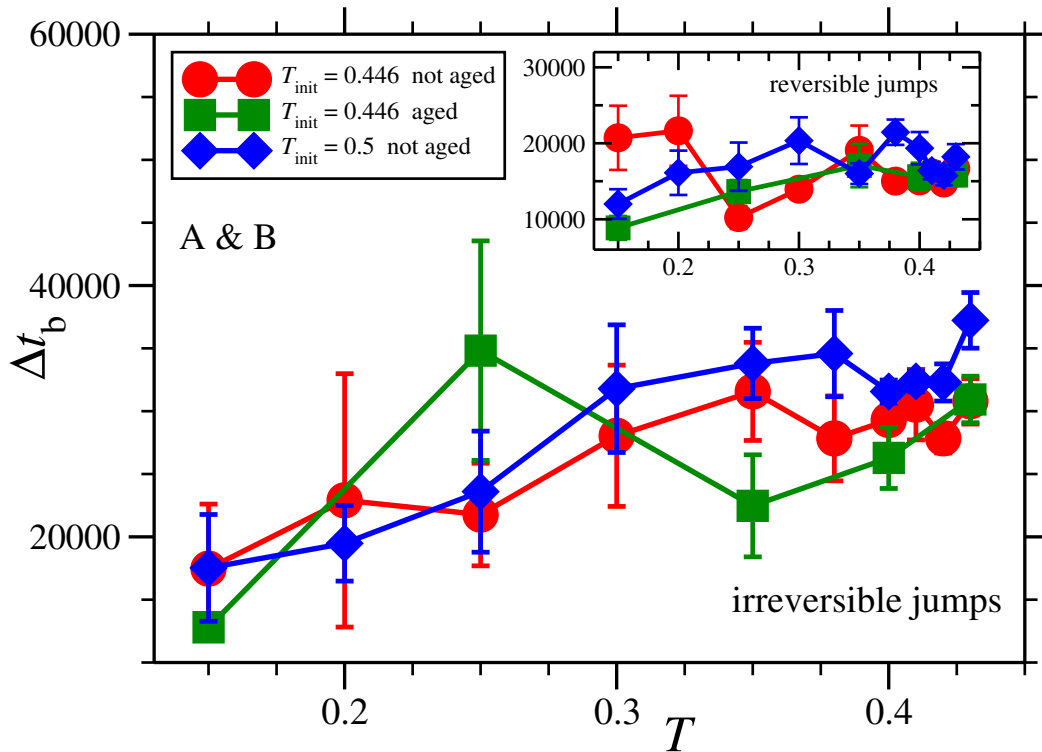 60000
40000
20000
Δt_b
T_init = 0.446 not aged
T_init = 0.446 aged
T_init = 0.5 not aged
A & B
30000
20000
10000
reversible jumps
0.2
0.3
0.4
irreversible jumps
0.2
0.3
0.4
T